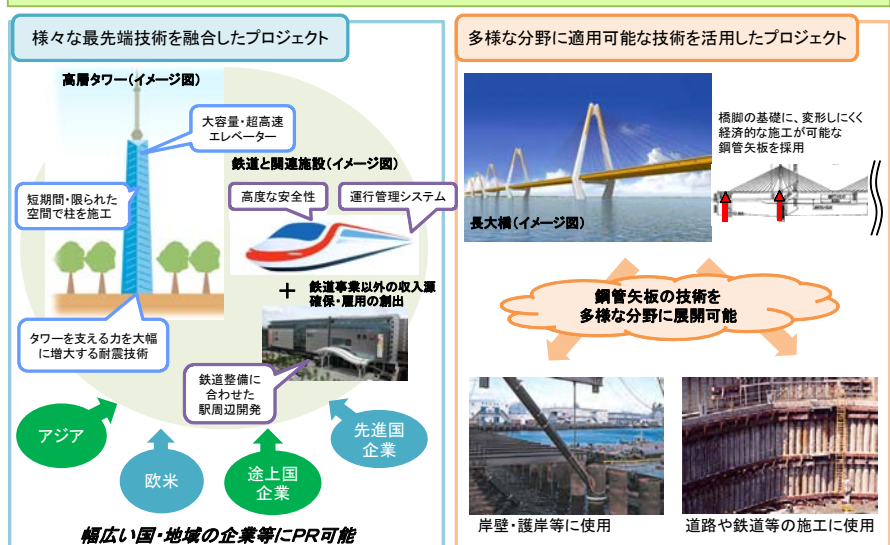 様々な最先端技術を融合したプロジェクト
高層タワー(イメージ図)
大容量・超高速
エレベーター
鉄道と関連施設(イメージ図)
短期間・限られた
空間で柱を施工
高度な安全性
運行管理システム
+
鉄道事業以外の収入源
確保・雇用の創出
タワーを支える力を大幅
に増大する耐震技術
鉄道整備に
合わせた
駅周辺開発
アジア
欧米
途上国
企業
先進国
企業
幅広い国・地域の企業等にPR可能
多様な分野に適用可能な技術を活用したプロジェクト
長大橋(イメージ図)
橋脚の基礎に、変形しにくく
経済的な施工が可能な
鋼管矢板を採用
鋼管矢板の技術を
多様な分野に展開可能
岸壁・護岸等に使用
道路や鉄道等の施工に使用